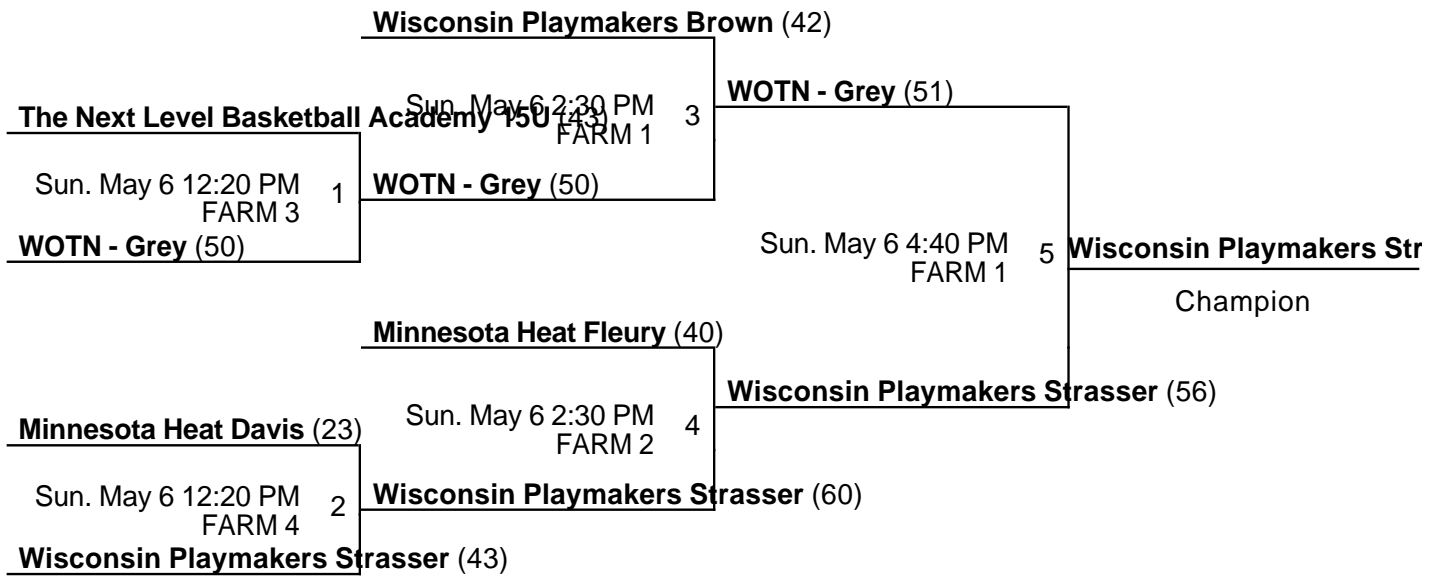 Wisconsin Playmakers Brown (42)
Sun. May 6 2:30 PM
FARM 1
3
WOTN - Grey (51)
The Next Level Basketball Academy 15U (43)
Sun. May 6 12:20 PM
FARM 3
1
WOTN - Grey (50)
WOTN - Grey (50)
Sun. May 6 4:40 PM
FARM 1
5
Wisconsin Playmakers Str
Champion
Minnesota Heat Fleury (40)
Sun. May 6 2:30 PM
FARM 2
4
Wisconsin Playmakers Strasser (56)
Minnesota Heat Davis (23)
Sun. May 6 12:20 PM
FARM 4
2
Wisconsin Playmakers Strasser (60)
Wisconsin Playmakers Strasser (43)